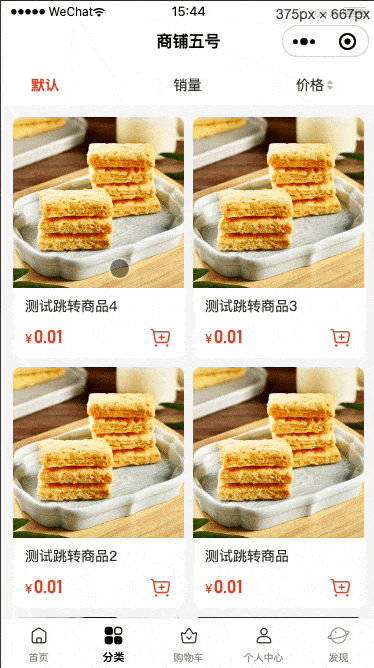 WeChat 15:44
375px × 667px
商铺五号
默认 销量 价格
测试跳转商品4 测试跳转商品3
¥0.01 ¥0.01
测试跳转商品2 测试跳转商品
¥0.01 ¥0.01
首页 分类 购物车 个人中心 发现